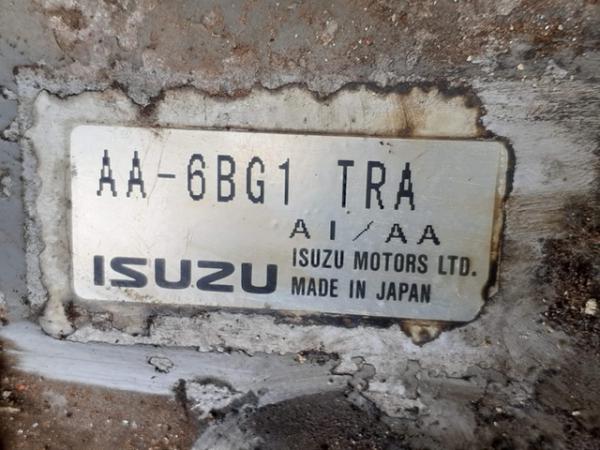 AA-6BG1 TRA
AI/AA
ISUZU ISUZU MOTORS LTD.
MADE IN JAPAN